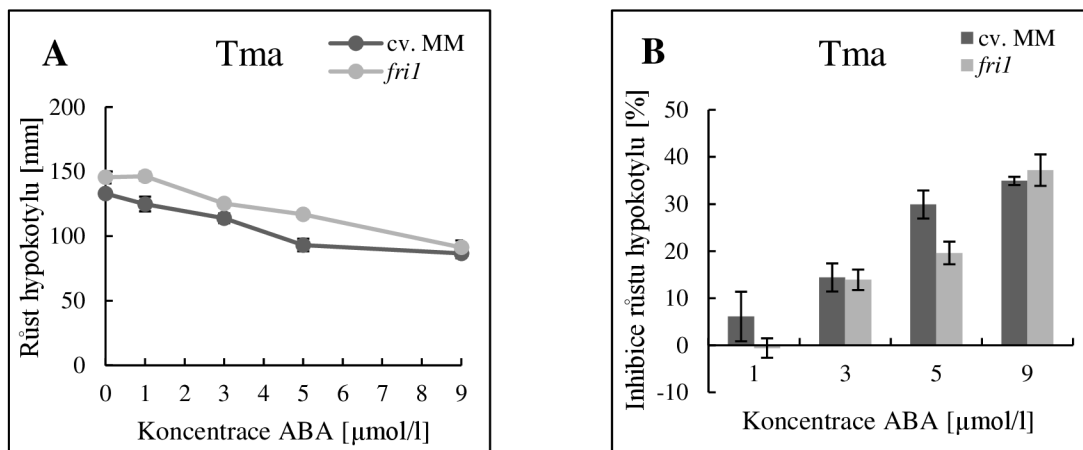 A
Tma
cv. MM
fri1
Růst hypokotylu [mm]
200
150
100
50
0
0 1 2 3 4 5 6 7 8 9
Koncentrace ABA [µmol/l]
B
Tma
cv. MM
fri1
Inhibice růstu hypokotylu [%]
50
40
30
20
10
0
-10
1 3 5 9
Koncentrace ABA [µmol/l]